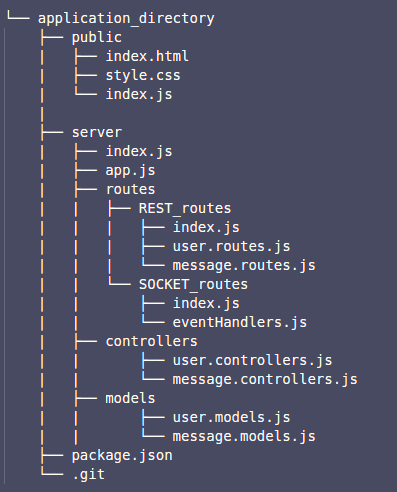 └── application_directory
    ├── public
    │   ├── index.html
    │   ├── style.css
    │   └── index.js
    │
    ├── server
    │   ├── index.js
    │   ├── app.js
    │   ├── routes
    │   │   ├── REST_routes
    │   │   │   ├── index.js
    │   │   │   ├── user.routes.js
    │   │   │   └── message.routes.js
    │   │   └── SOCKET_routes
    │   │       ├── index.js
    │   │       └── eventHandlers.js
    │   ├── controllers
    │   │       ├── user.controllers.js
    │   │       └── message.controllers.js
    │   ├── models
    │   │       ├── user.models.js
    │   │       └── message.models.js
    ├── package.json
    └── .git